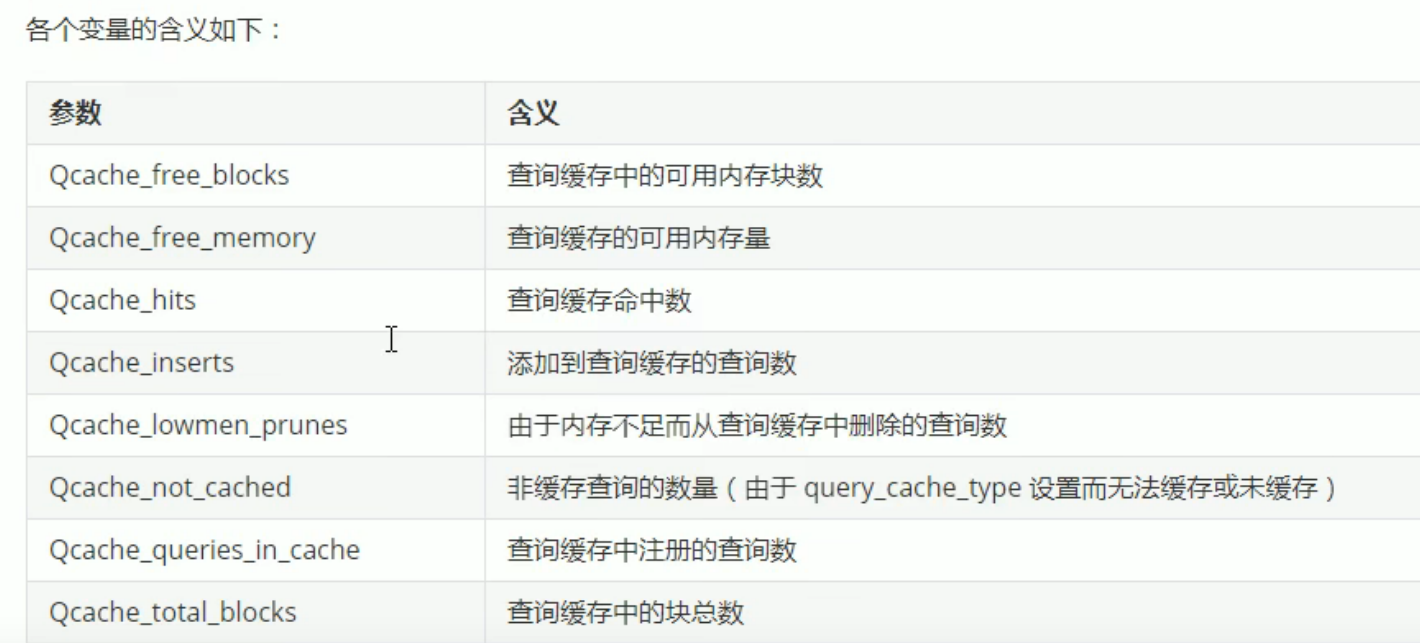 各个变量的含义如下：
参数 含义
Qcache_free_blocks 查询缓存中的可用内存块数
Qcache_free_memory 查询缓存的可用内存量
Qcache_hits 查询缓存命中数
Qcache_inserts 添加到查询缓存的查询数
Qcache_lowmen_prunes 由于内存不足而从查询缓存中删除的查询数
Qcache_not_cached 非缓存查询的数量（由于 query_cache_type 设置而无法缓存或未缓存）
Qcache_queries_in_cache 查询缓存中注册的查询数
Qcache_total_blocks 查询缓存中的块总数